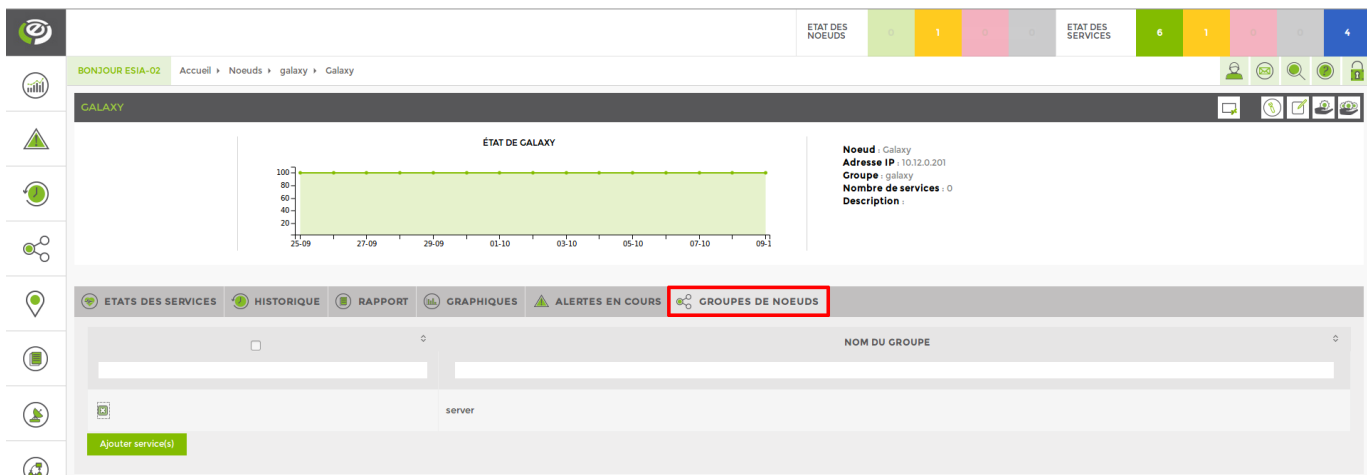 ETAT DES NOEUDS
0
1
0
0
ETAT DES SERVICES
6
1
0
0
4
BONJOUR ESIA-02
Accueil › Noeuds › galaxy › Galaxy
GALAXY
ÉTAT DE GALAXY
100
80
60
40
20
25-09
27-09
29-09
01-10
03-10
05-10
07-10
09-1
Noeud : Galaxy
Adresse IP : 10.12.0.201
Groupe : galaxy
Nombre de services : 0
Description :
ETATS DES SERVICES
HISTORIQUE
RAPPORT
GRAPHIQUES
ALERTES EN COURS
GROUPES DE NOEUDS
NOM DU GROUPE
server
Ajouter service(s)